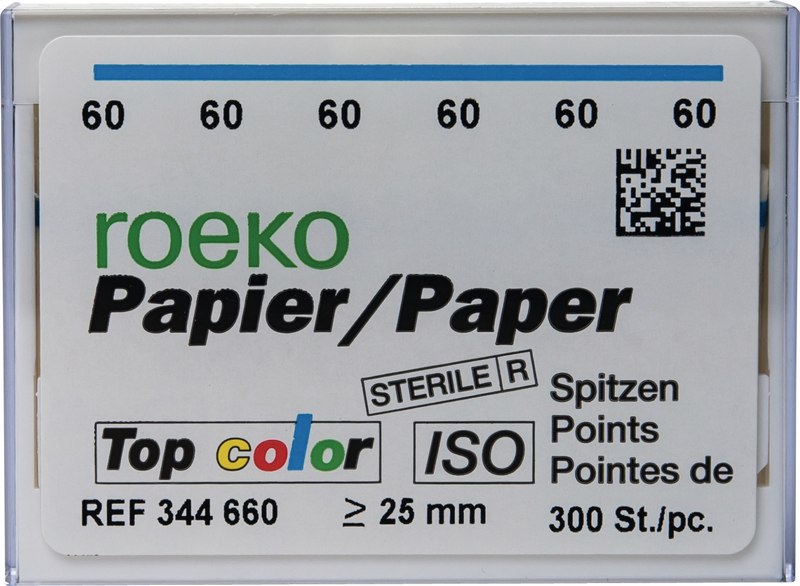 60 60 60 60 60 60
roeko
Papier/Paper
STERILE R
Spitzen
Points
Pointes de
Top color
ISO
REF 344 660
≥ 25 mm
300 St./pc.